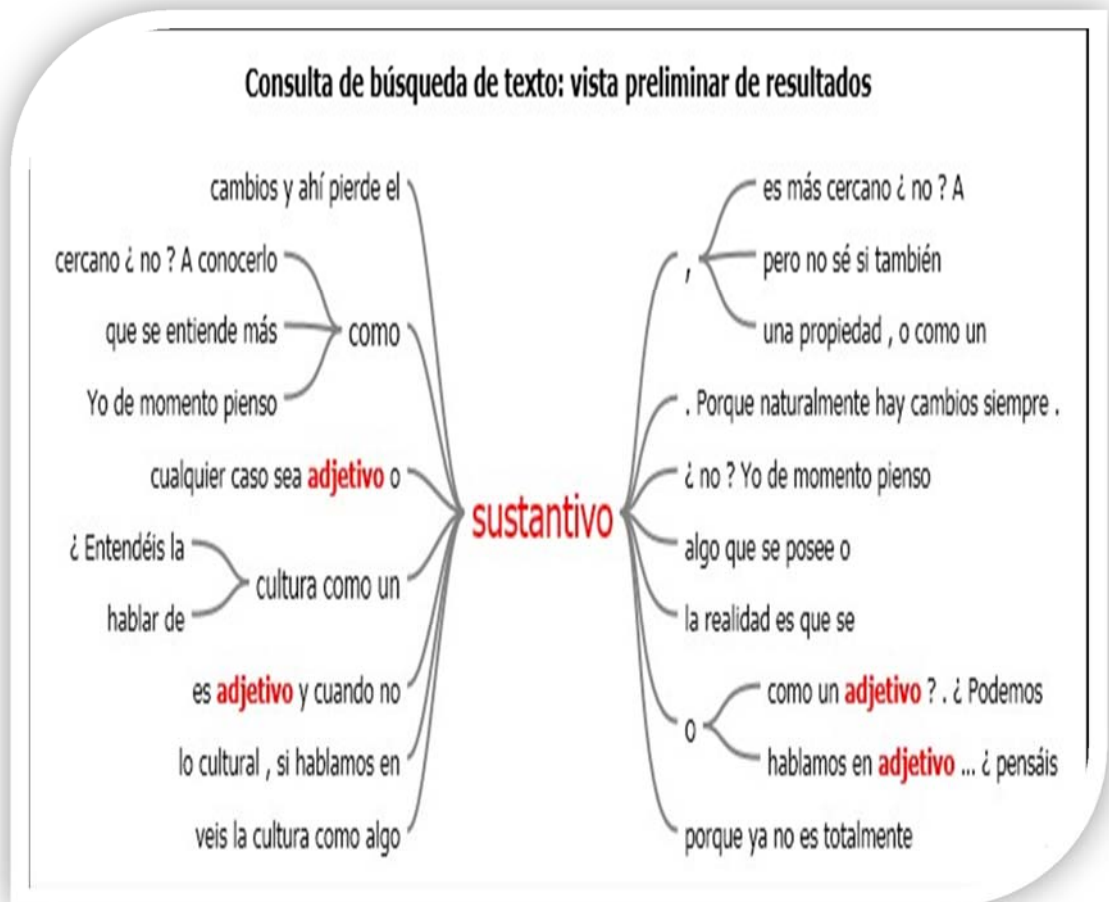 Consulta de búsqueda de texto: vista preliminar de resultados
cambios y ahí pierde el
cercano ¿ no ? A conocerlo
que se entiende más
como
Yo de momento pienso
cualquier caso sea adjetivo o
¿ Entendéis la
cultura como un
hablar de
es adjetivo y cuando no
lo cultural , si hablamos en
veis la cultura como algo
sustantivo
,
es más cercano ¿ no ? A
pero no sé si también
una propiedad , o como un
. Porque naturalmente hay cambios siempre .
¿ no ? Yo de momento pienso
algo que se posee o
la realidad es que se
o
como un adjetivo ? . ¿ Podemos
hablamos en adjetivo ... ¿ pensáis
porque ya no es totalmente